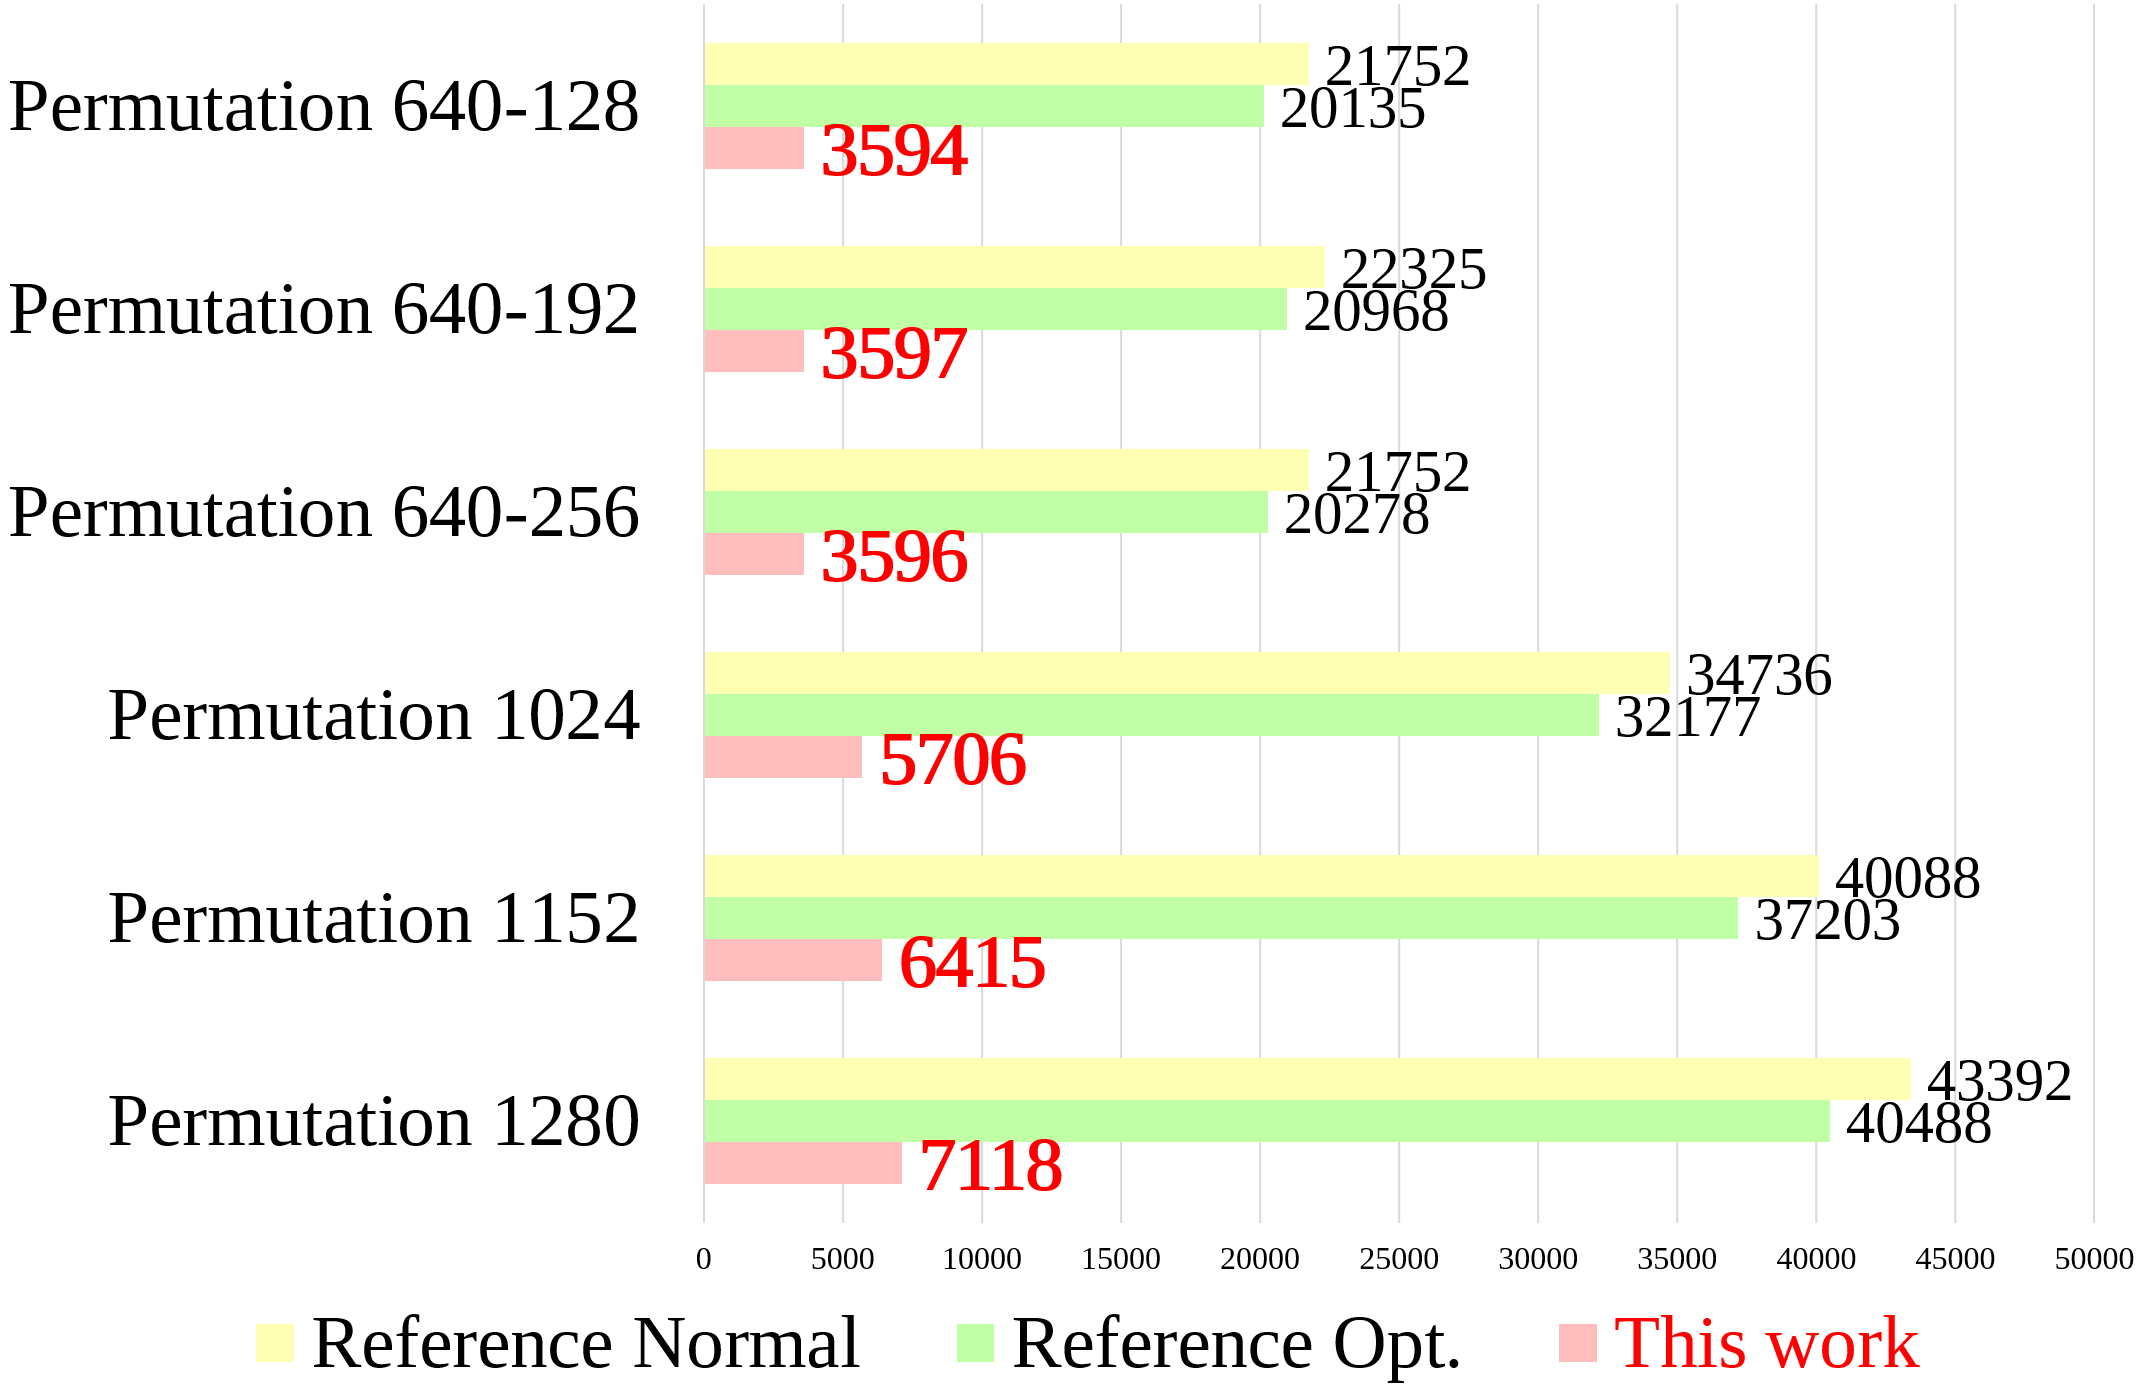 Permutation 640-128
21752
20135
3594
Permutation 640-192
22325
20968
3597
Permutation 640-256
21752
20278
3596
Permutation 1024
34736
32177
5706
Permutation 1152
40088
37203
6415
Permutation 1280
43392
40488
7118
0 5000 10000 15000 20000 25000 30000 35000 40000 45000 50000
Reference Normal Reference Opt. This work